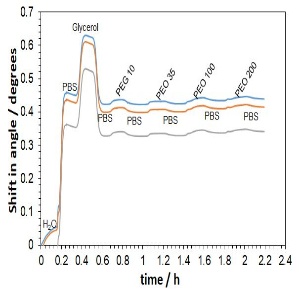 Shift in angle / degrees
0.7
0.6
0.5
0.4
0.3
0.2
0.1
0
Glycerol
PBS
H2O
PEG 10
PEO 35
PEO 100
PEO 200
PBS
PBS
PBS
PBS
PBS
0 0.2 0.4 0.6 0.8 1 1.2 1.4 1.6 1.8 2 2.2 2.4
time / h